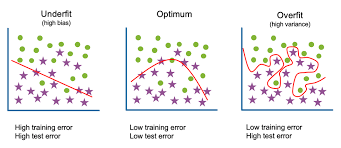 Underfit
(high bias)
High training error
High test error
Optimum
Low training error
Low test error
Overfit
(high variance)
Low training error
High test error